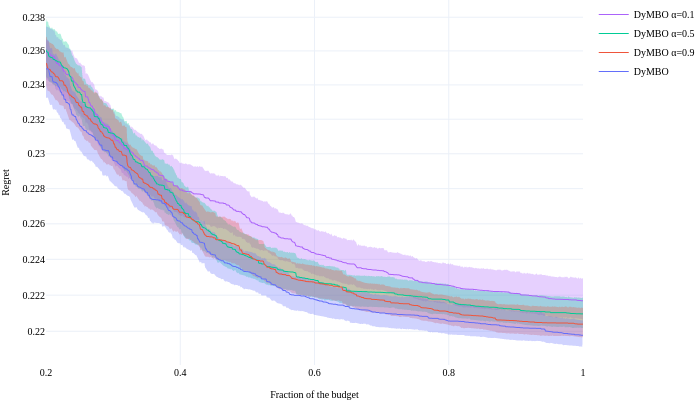 0.238
0.236
0.234
0.232
0.23
0.228
0.226
0.224
0.222
0.22
Regret
0.2
0.4
0.6
0.8
1
Fraction of the budget
DyMBO α=0.1
DyMBO α=0.5
DyMBO α=0.9
DyMBO